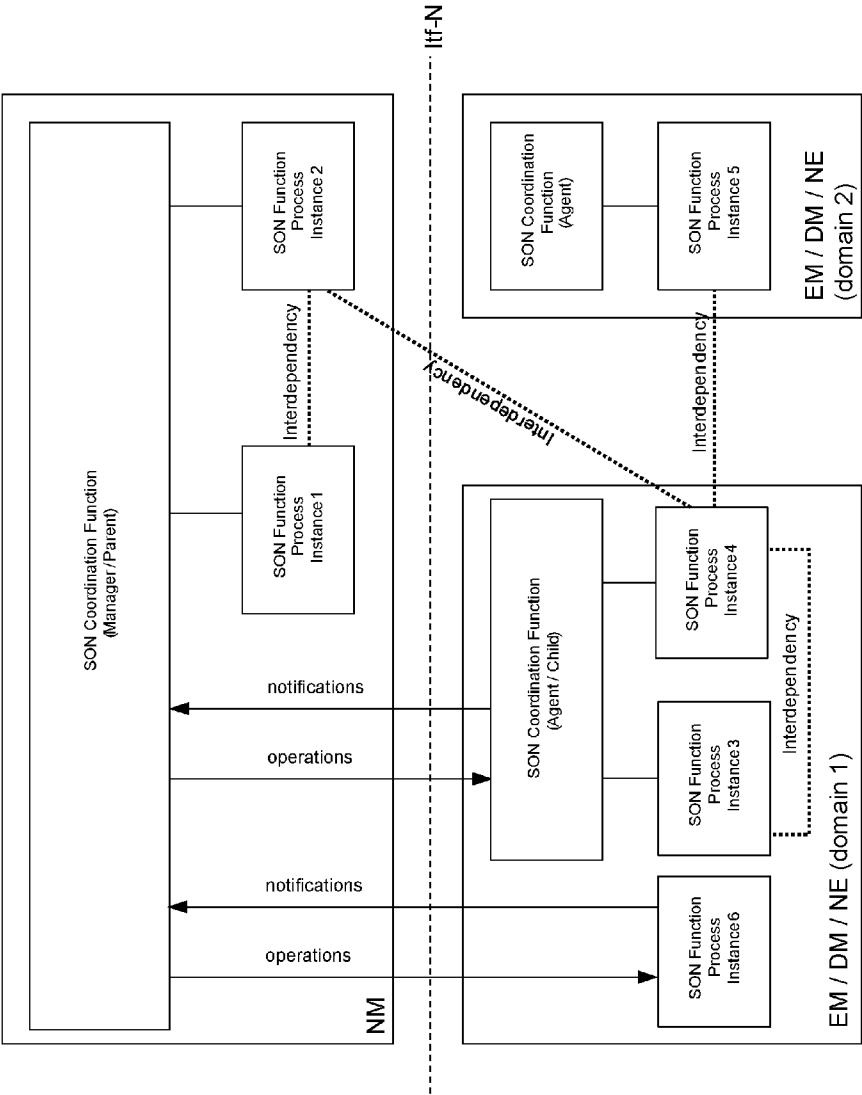 SON Coordination Function
(Manager / Parent)
SON Function
Process
Instance 2
SON Function
Process
Instance 1
Interdependency
notifications
operations
notifications
operations
NM
Itf-N
Interdependency
SON Coordination Function
(Agent / Child)
SON Function
Process
Instance 4
SON Function
Process
Instance 3
SON Function
Process
Instance 6
Interdependency
EM / DM / NE (domain 1)
Interdependency
SON Coordination
Function
(Agent)
SON Function
Process
Instance 5
EM / DM / NE
(domain 2)